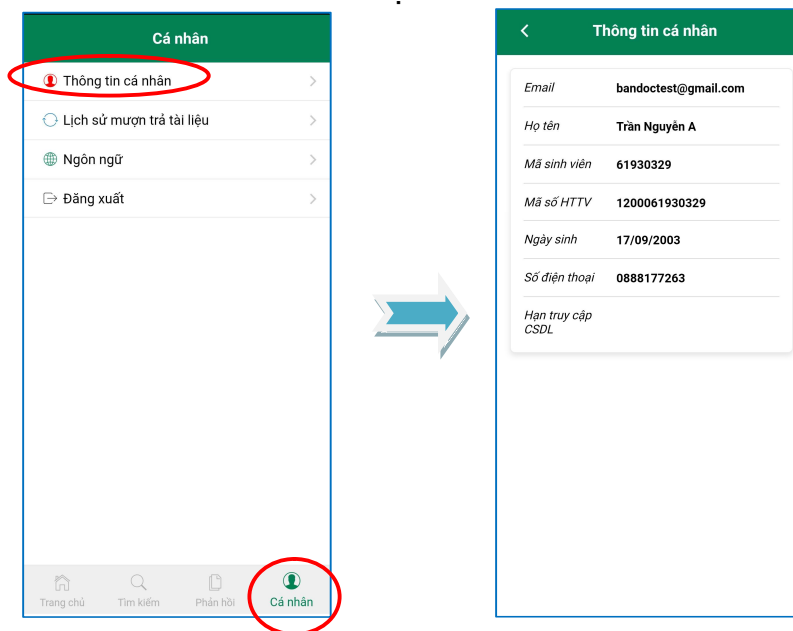 Cá nhân
Thông tin cá nhân
Lịch sử mượn trả tài liệu
Ngôn ngữ
Đăng xuất
Trang chủ
Tìm kiếm
Phản hồi
Cá nhân
Thông tin cá nhân
Email bandoctest@gmail.com
Họ tên Trần Nguyễn A
Mã sinh viên 61930329
Mã số HTTV 1200061930329
Ngày sinh 17/09/2003
Số điện thoại 0888177263
Hạn truy cập
CSDL